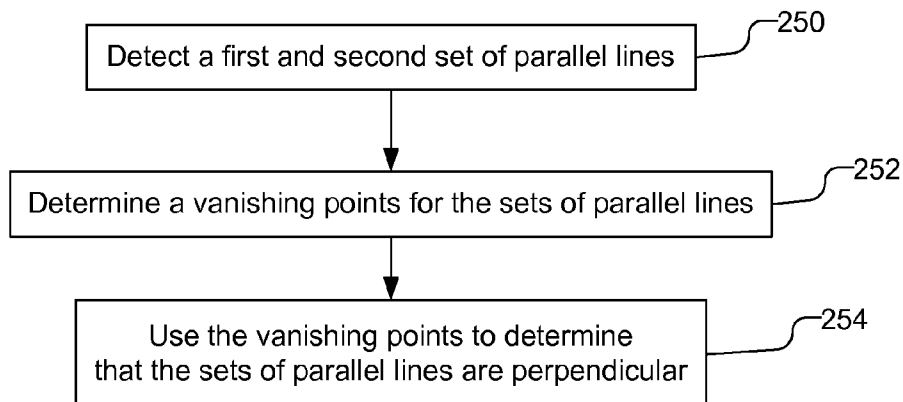 250
Detect a first and second set of parallel lines
252
Determine a vanishing points for the sets of parallel lines
254
Use the vanishing points to determine
that the sets of parallel lines are perpendicular